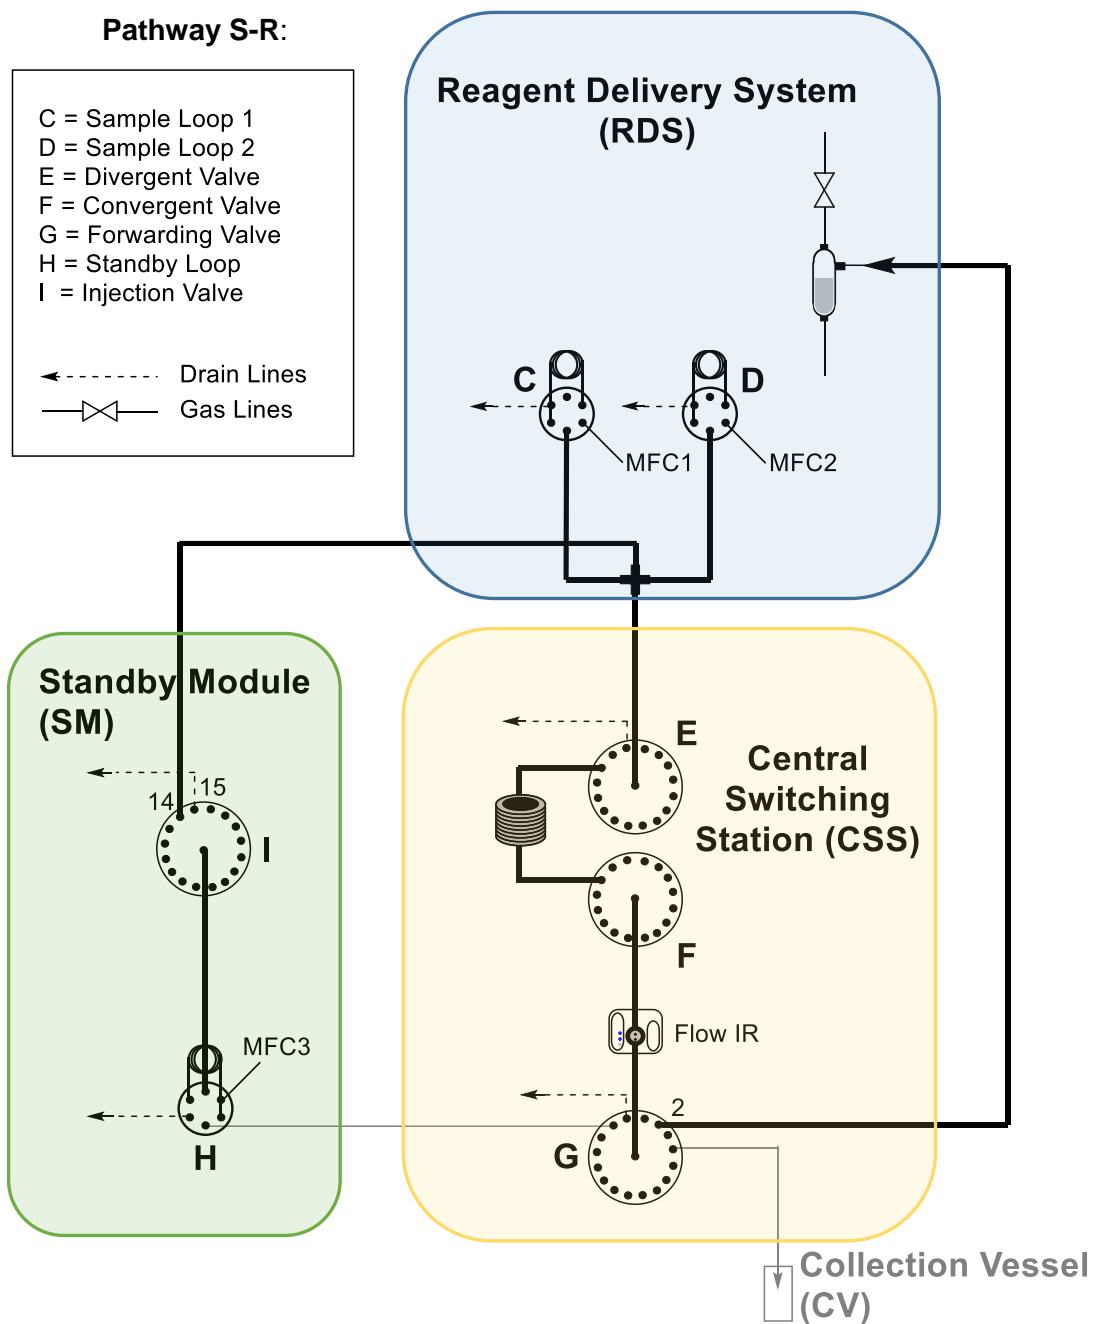 Pathway S-R:
C = Sample Loop 1
D = Sample Loop 2
E = Divergent Valve
F = Convergent Valve
G = Forwarding Valve
H = Standby Loop
I = Injection Valve
Drain Lines
Gas Lines
Reagent Delivery System
(RDS)
C
D
MFC1
MFC2
Standby Module
(SM)
14
15
I
MFC3
H
E
Central
Switching
Station (CSS)
F
Flow IR
2
G
Collection Vessel
(CV)